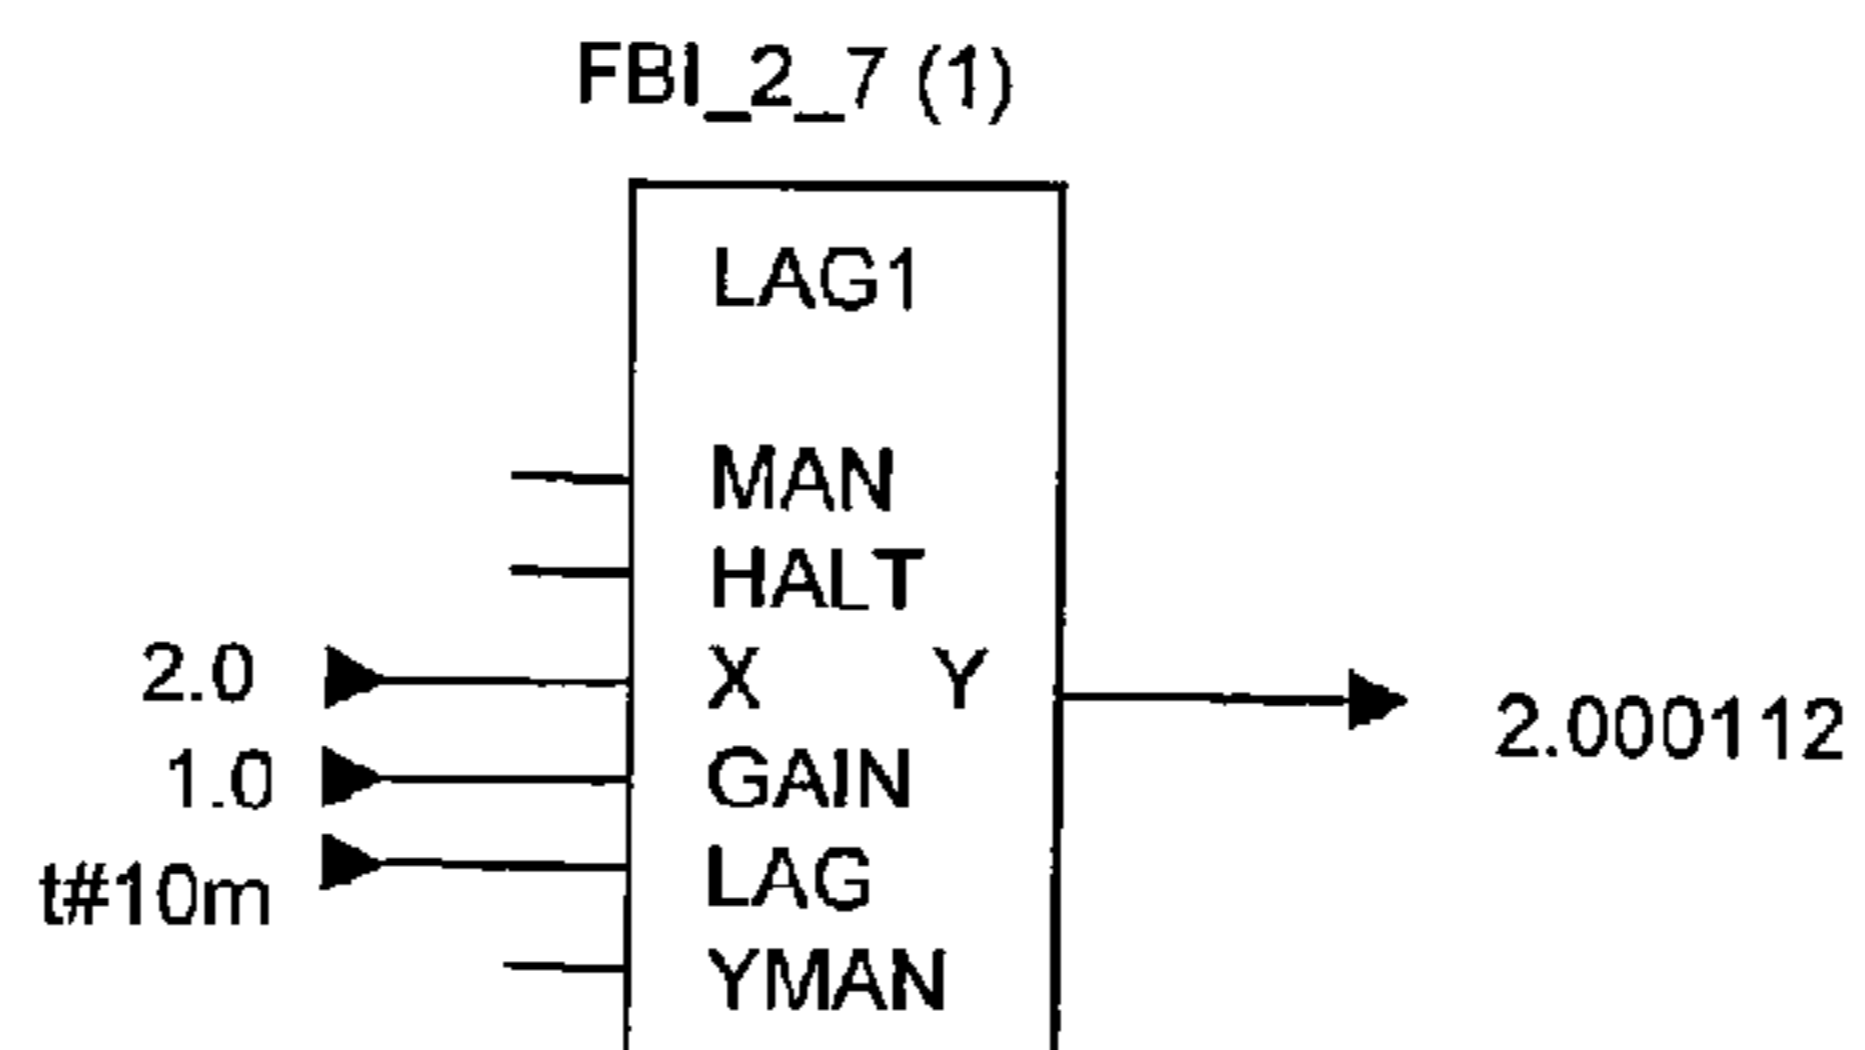 FBI_2_7 (1)
LAG1
MAN
HALT
2.0 X Y 2.000112
1.0 GAIN
t#10m LAG
YMAN